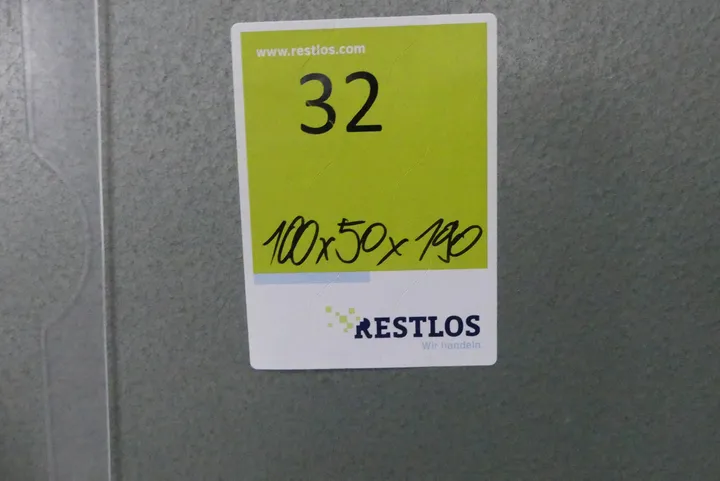 www.restlos.com
32
100x50x190
RESTLOS
Wir Handeln.